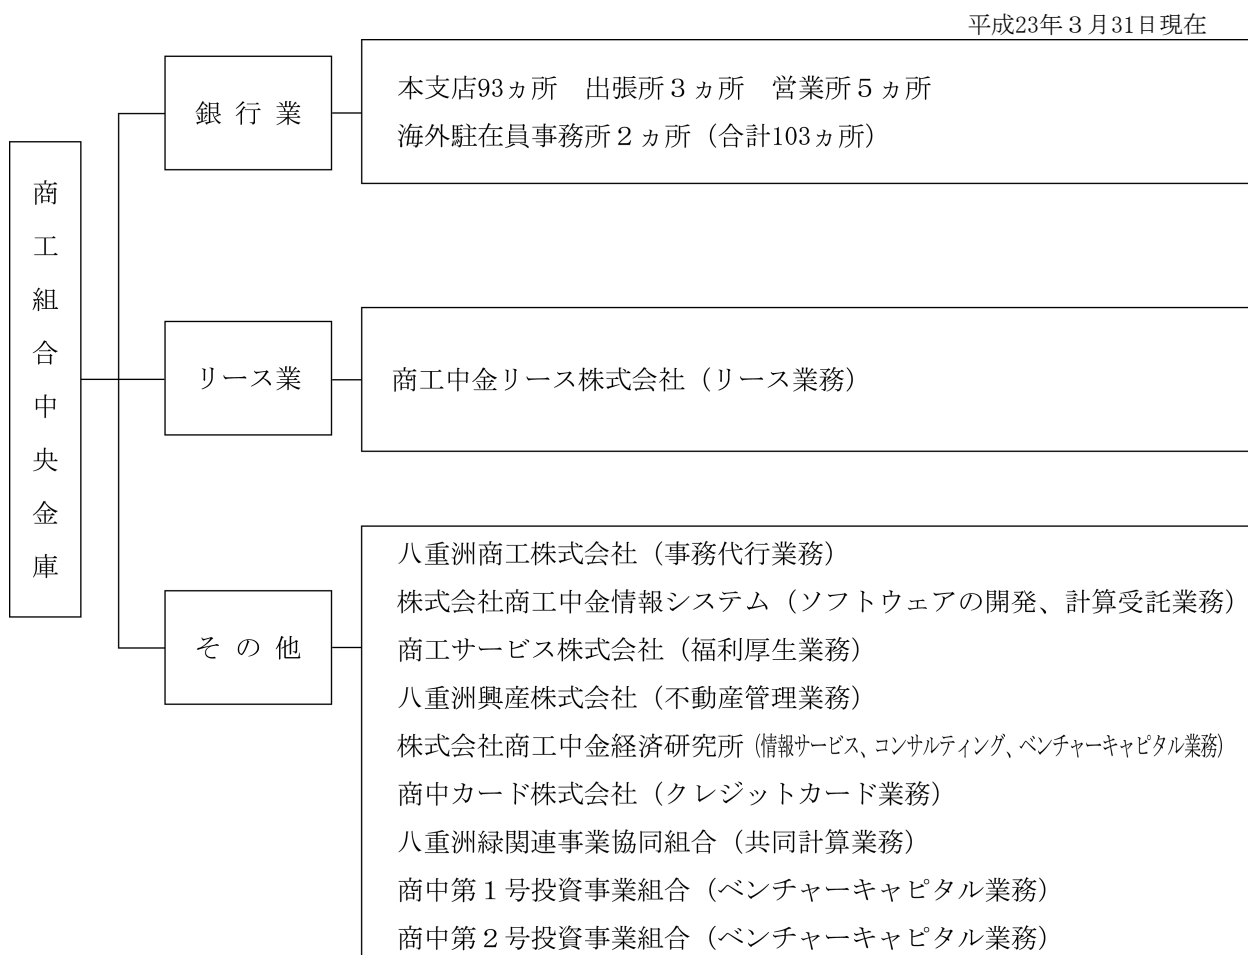 平成23年３月31日現在
商工組合中央金庫
銀行業
本支店93ヵ所　出張所３ヵ所　営業所５ヵ所
海外駐在員事務所２ヵ所（合計103ヵ所）
リース業
商工中金リース株式会社（リース業務）
その他
八重洲商工株式会社（事務代行業務）
株式会社商工中金情報システム（ソフトウェアの開発、計算受託業務）
商工サービス株式会社（福利厚生業務）
八重洲興産株式会社（不動産管理業務）
株式会社商工中金経済研究所（情報サービス、コンサルティング、ベンチャーキャピタル業務）
商中カード株式会社（クレジットカード業務）
八重洲緑関連事業協同組合（共同計算業務）
商中第１号投資事業組合（ベンチャーキャピタル業務）
商中第２号投資事業組合（ベンチャーキャピタル業務）